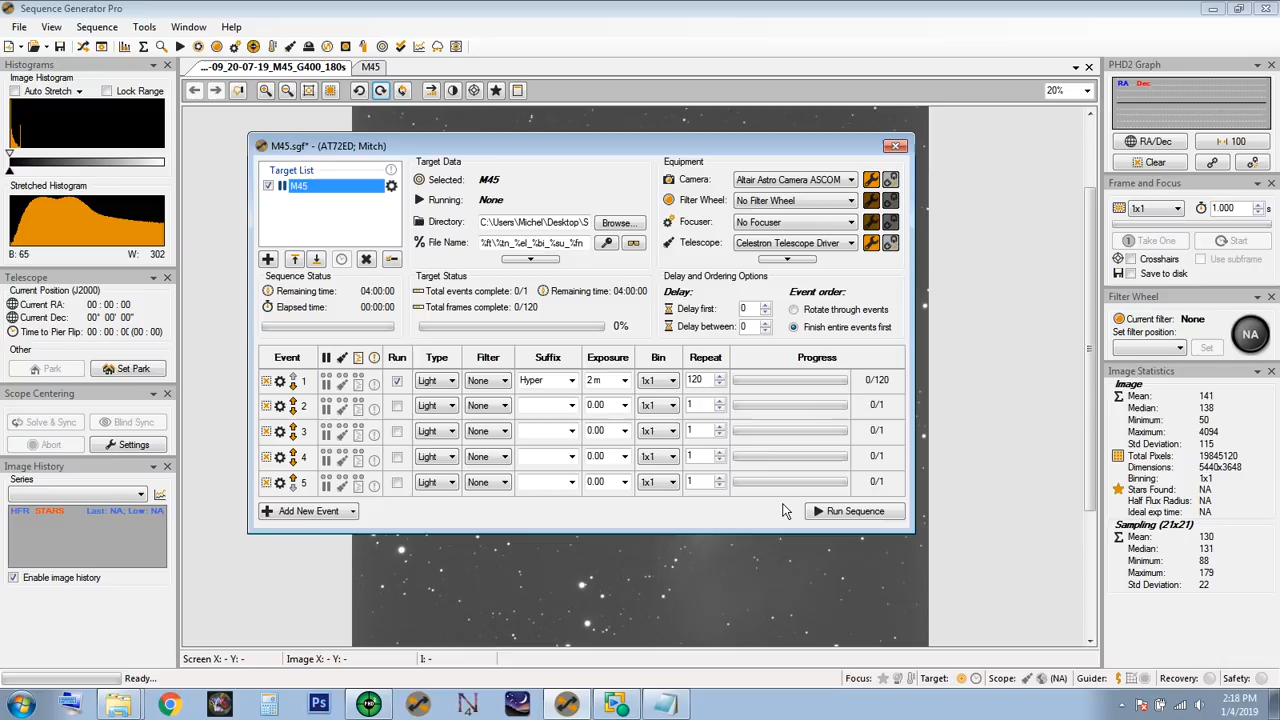 Sequence Generator Pro
File View Sequence Tools Window Help
Histograms
Image Histogram
Auto Stretch Lock Range
Stretched Histogram
B: 65 W: 302
Telescope
Current Position (J2000)
Current RA: 00 : 00 : 00
Current Dec: 00° : 00 : 00
Time to Pier Flip: 00:00 (00 : 00)
Other
Park Set Park
Scope Centering
Solve & Sync Blind Sync
Abort Settings
Image History
Series
HFR STARS Last: NA, Low: NA
Enable image history
...-09_20-07-19_M45_G400_180s M45
20%
M45.sgf* - (AT72ED; Mitch)
Target List
M45
Target Data
Selected: M45
Running: None
Directory: C:\Users\Michel\Desktop\S Browse...
File Name: %ft\%tn_%el_%bi_%su_%fn
Equipment
Camera: Altair Astro Camera ASCOM
Filter Wheel: No Filter Wheel
Focuser: No Focuser
Telescope: Celestron Telescope Driver
Sequence Status
Remaining time: 04:00:00
Elapsed time: 00:00:00
Target Status
Total events complete: 0/1 Remaining time: 04:00:00
Total frames complete: 0/120
0%
Delay and Ordering Options
Delay: Event order:
Delay first: 0 Rotate through events
Delay between: 0 Finish entire events first
Event Run Type Filter Suffix Exposure Bin Repeat Progress
1 Light None Hyper 2 m 1x1 120 0/120
2 Light None 0.00 1x1 1 0/1
3 Light None 0.00 1x1 1 0/1
4 Light None 0.00 1x1 1 0/1
5 Light None 0.00 1x1 1 0/1
Add New Event Run Sequence
Screen X: - Y: - Image X: - Y: - I: -
PHD2 Graph
RA Dec
RA/Dec
Clear
Frame and Focus
1x1 1.000
Take One Start
Crosshairs Use subframe
Save to disk
Filter Wheel
Current filter: None
Set filter position:
Set NA
Image Statistics
Image
Mean: 141
Median: 138
Minimum: 50
Maximum: 4094
Std Deviation: 115
Total Pixels: 19845120
Dimensions: 5440x3648
Binning: 1x1
Stars Found: NA
Half Flux Radius: NA
Ideal exp time: NA
Sampling (21x21)
Mean: 130
Median: 131
Minimum: 88
Maximum: 179
Std Deviation: 22
Ready... Focus: Target: Scope: (NA) Guider: Recovery: Safety:
Ps N 4
2:18 PM
1/4/2019